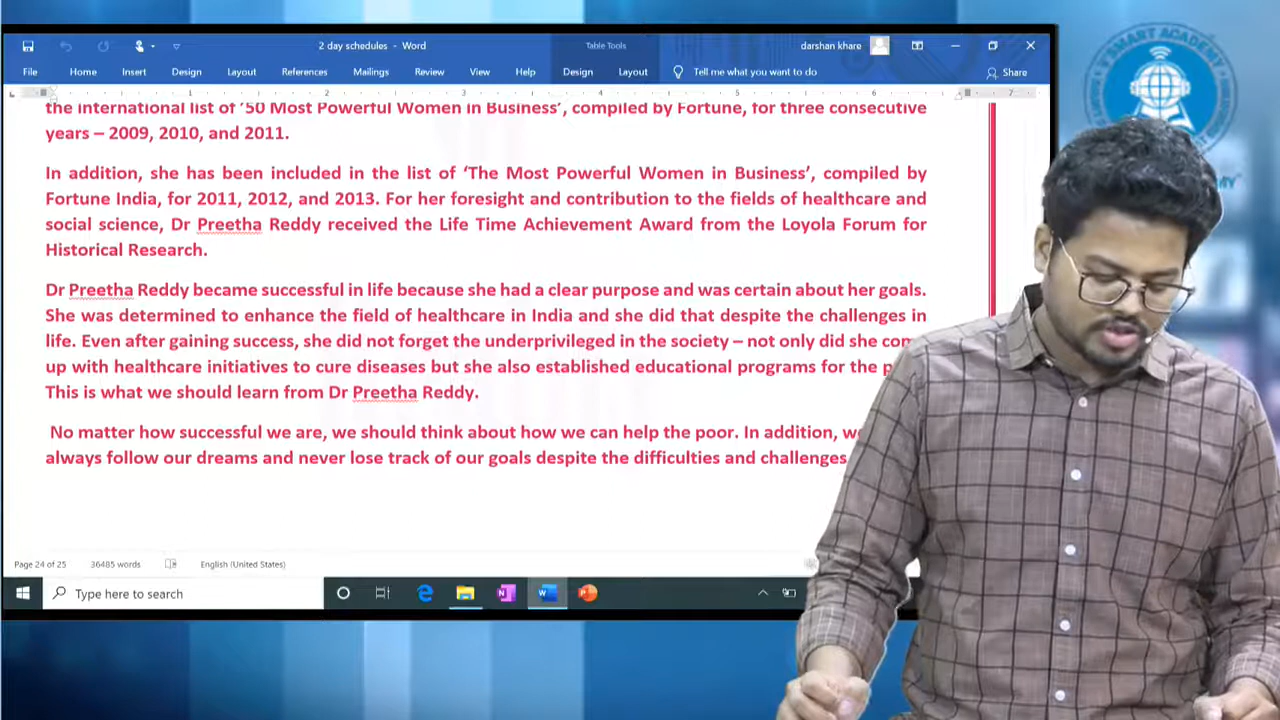 2 day schedules - Word
Table Tools
darshan khare
File Home Insert Design Layout References Mailings Review View Help Design Layout Tell me what you want to do Share
1 2 3 4 5 6 7
the international list of '50 Most Powerful Women in Business', compiled by Fortune, for three consecutive
years – 2009, 2010, and 2011.
In addition, she has been included in the list of 'The Most Powerful Women in Business', compiled by
Fortune India, for 2011, 2012, and 2013. For her foresight and contribution to the fields of healthcare and
social science, Dr Preetha Reddy received the Life Time Achievement Award from the Loyola Forum for
Historical Research.
Dr Preetha Reddy became successful in life because she had a clear purpose and was certain about her goals.
She was determined to enhance the field of healthcare in India and she did that despite the challenges in
life. Even after gaining success, she did not forget the underprivileged in the society – not only did she
up with healthcare initiatives to cure diseases but she also established educational programs for the
This is what we should learn from Dr Preetha Reddy.
No matter how successful we are, we should think about how we can help the poor. In addition,
always follow our dreams and never lose track of our goals despite the difficulties and challenges
Page 24 of 25 36485 words English (United States)
Type here to search
SMART ACADEMY